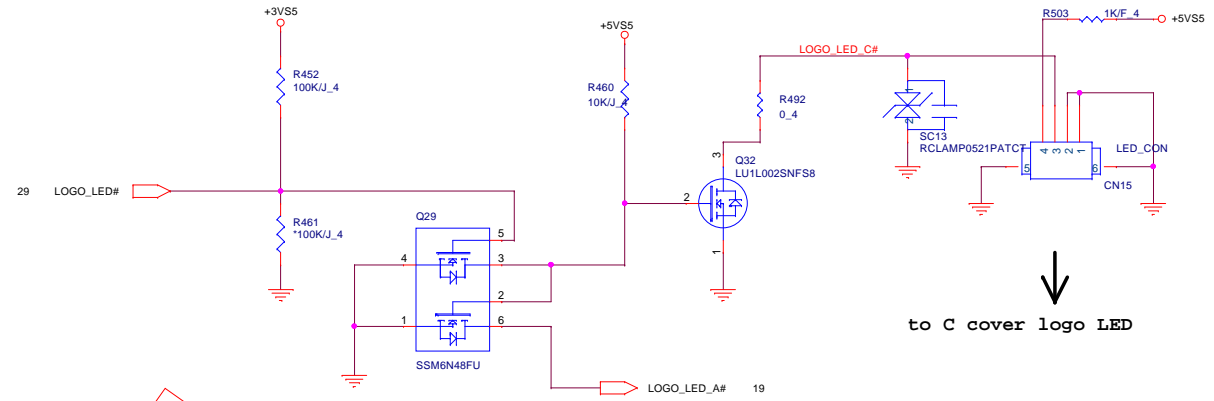 +3VS5
R452
100K/J_4
29 LOGO_LED#
R461
*100K/J_4
Q29
5
4
3
2
1
6
SSM6N48FU
+5VS5
R460
10K/J_4
LOGO_LED_A# 19
R492
0_4
3
Q32
LU1L002SNFS8
2
1
LOGO_LED_C#
1
2
SC13
RCLAMP0521PATCT
R503
1K/F_4
+5VS5
4
3
2
1
5
6
LED_CON
CN15
to C cover logo LED